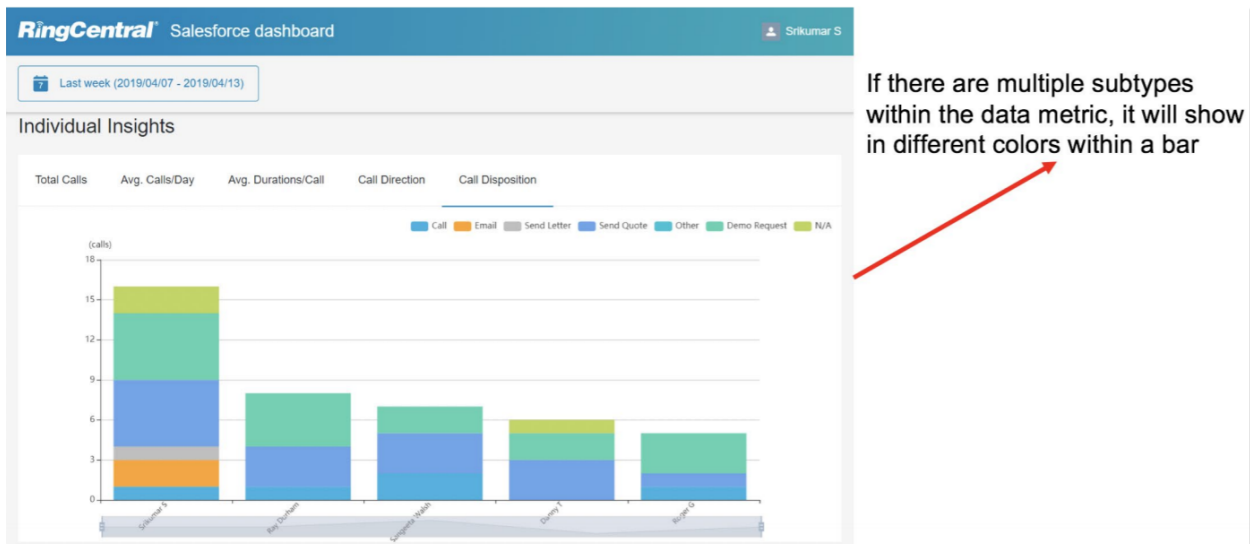 RingCentral® Salesforce dashboard
Srikumar S
7 Last week (2019/04/07 - 2019/04/13)
Individual Insights
Total Calls Avg. Calls/Day Avg. Durations/Call Call Direction Call Disposition
Call Email Send Letter Send Quote Other Demo Request N/A
(calls)
18
15
12
9
6
3
0
Srikumar S Ray Durham Sangeeta Walsh Danny T Ruger G
If there are multiple subtypes
within the data metric, it will show
in different colors within a bar